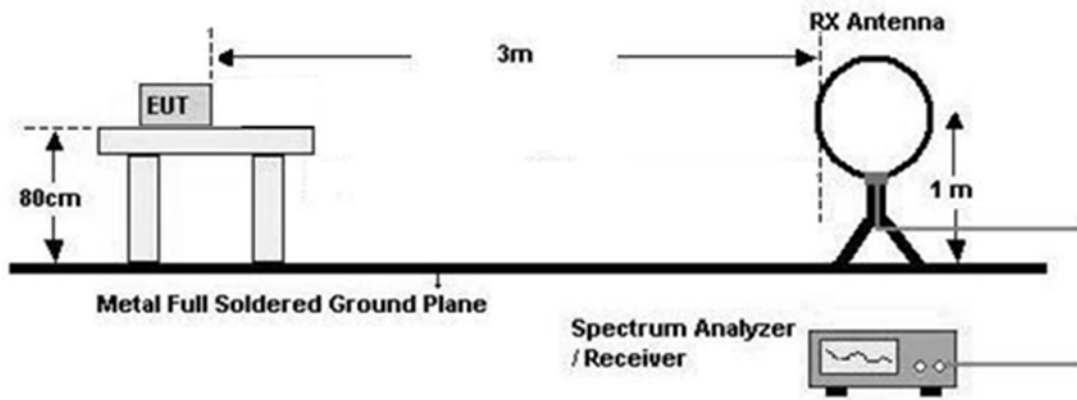 RX Antenna
3m
EUT
80cm
1 m
Metal Full Soldered Ground Plane
Spectrum Analyzer
/ Receiver